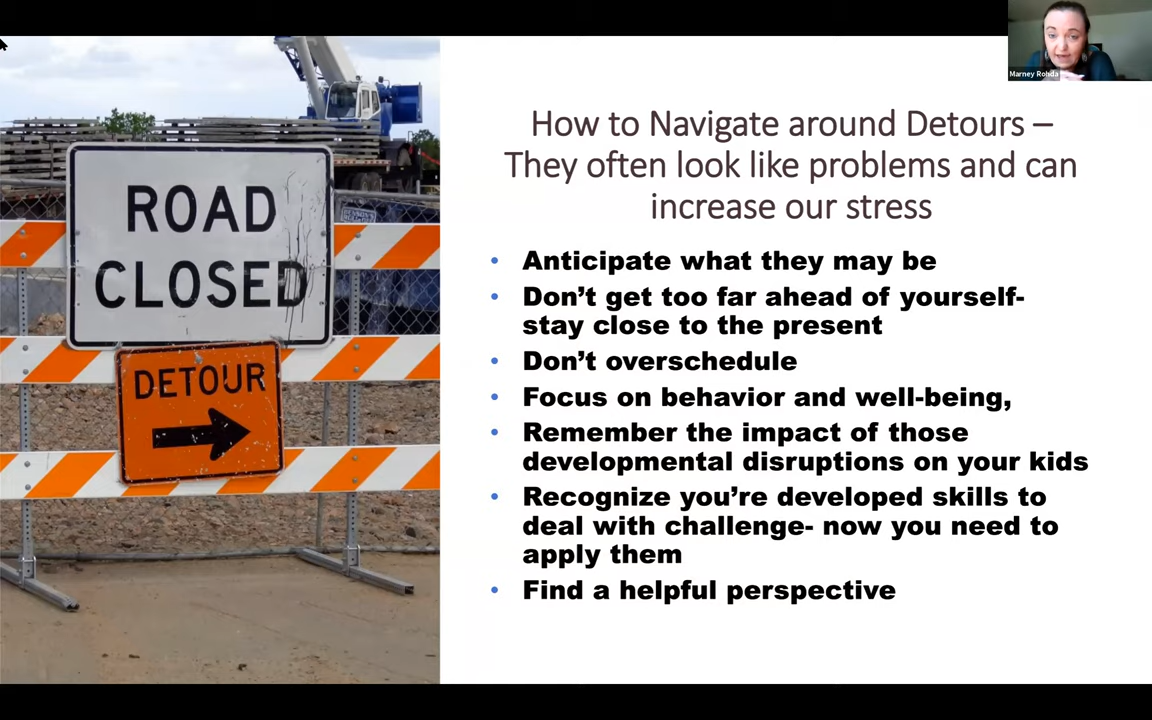 Marney Rohda
ROAD
CLOSED
DETOUR
How to Navigate around Detours –
They often look like problems and can
increase our stress
• Anticipate what they may be
• Don’t get too far ahead of yourself-
stay close to the present
• Don’t overschedule
• Focus on behavior and well-being,
• Remember the impact of those
developmental disruptions on your kids
• Recognize you’re developed skills to
deal with challenge- now you need to
apply them
• Find a helpful perspective